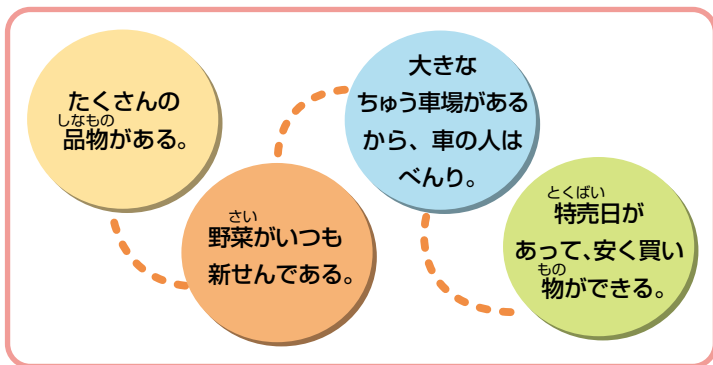 たくさんの
しなもの
品物がある。
さい
野菜がいつも
新せんである。
大きな
ちゅう車場がある
から、車の人は
べんり。
とくばい
特売日が
あって、安く買い
もの
物ができる。